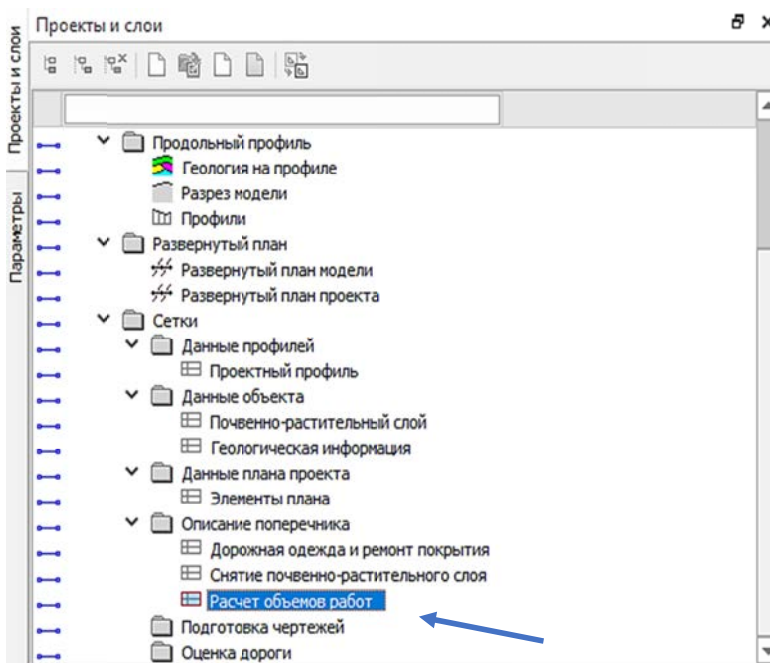 Проекты и слои
Проекты и слои
Параметры
Продольный профиль
Геология на профиле
Разрез модели
Профили
Развернутый план
Развернутый план модели
Развернутый план проекта
Сетки
Данные профилей
Проектный профиль
Данные объекта
Почвенно-растительный слой
Геологическая информация
Данные плана проекта
Элементы плана
Описание поперечника
Дорожная одежда и ремонт покрытия
Снятие почвенно-растительного слоя
Расчет объемов работ
Подготовка чертежей
Оценка дороги